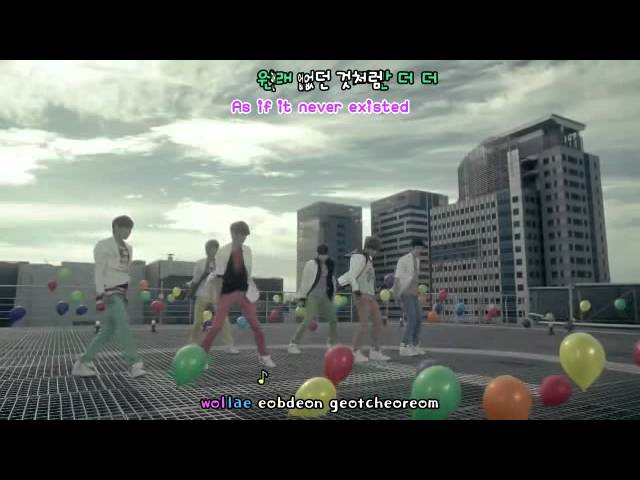 원래 없던 것처럼 더 더
As if it never existed
♪
wollae eobdeon geotcheoreom